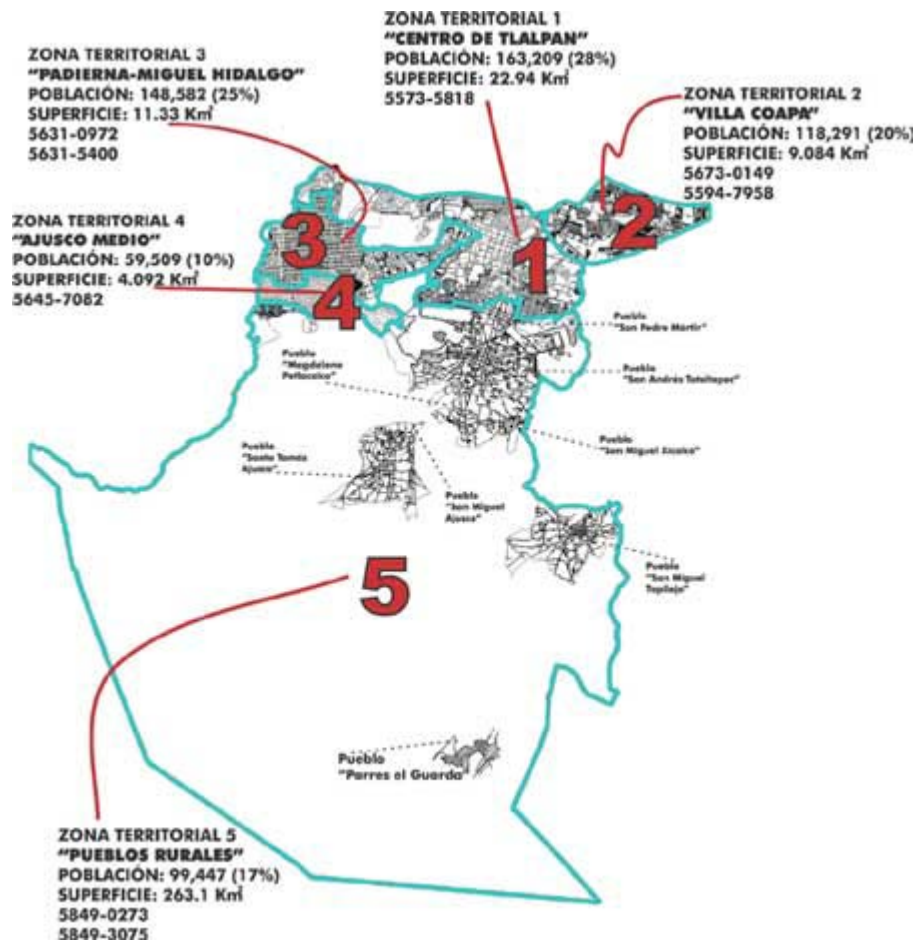 ZONA TERRITORIAL 1
"CENTRO DE TLALPAN"
POBLACIÓN: 163,209 (28%)
SUPERFICIE: 22.94 Km²
5573-5818
ZONA TERRITORIAL 3
"PADIERNA-MIGUEL HIDALGO"
POBLACIÓN: 148,582 (25%)
SUPERFICIE: 11.33 Km²
5631-0972
5631-5400
ZONA TERRITORIAL 2
"VILLA COAPA"
POBLACIÓN: 118,291 (20%)
SUPERFICIE: 9.084 Km²
5673-0149
5594-7958
ZONA TERRITORIAL 4
"AJUSCO MEDIO"
POBLACIÓN: 59,509 (10%)
SUPERFICIE: 4.092 Km²
5645-7082
3
2
1
4
Pueblo
"San Pedro Mártir"
Pueblo
"Magdalena
Petlacalco"
Pueblo
"San Andrés Totoltepec"
Pueblo
"San Miguel Xicalco"
Pueblo
"Santo Tomás
Ajusco"
Pueblo
"San Miguel
Ajusco"
Pueblo
"San Miguel
Topilejo"
5
Pueblo
"Parres el Guarda"
ZONA TERRITORIAL 5
"PUEBLOS RURALES"
POBLACIÓN: 99,447 (17%)
SUPERFICIE: 263.1 Km²
5849-0273
5849-3075